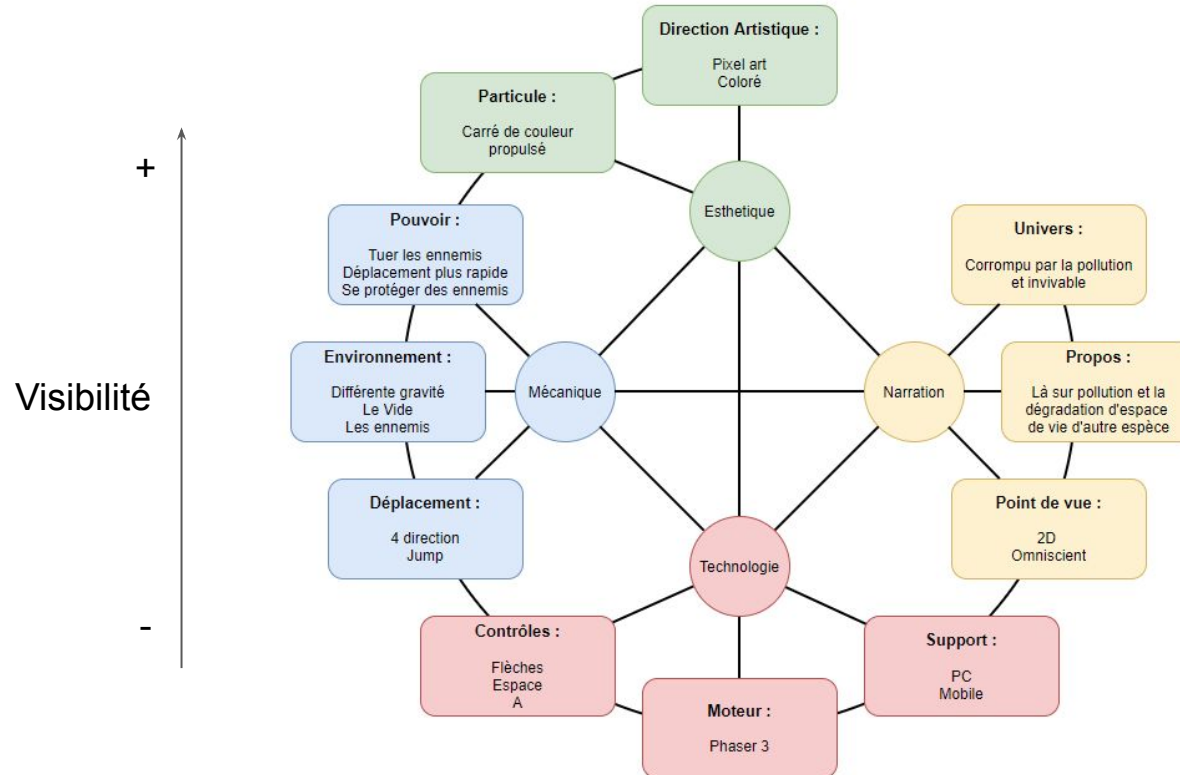 Direction Artistique :
Pixel art
Coloré
Particule :
Carré de couleur
propulsé
+
Esthetique
Pouvoir :
Tuer les ennemis
Déplacement plus rapide
Se protéger des ennemis
Univers :
Corrompu par la pollution
et invivable
Visibilité
Environnement :
Différente gravité
Le Vide
Les ennemis
Mécanique
Narration
Propos :
Là sur pollution et la
dégradation d'espace
de vie d'autre espèce
Déplacement :
4 direction
Jump
Point de vue :
2D
Omniscient
Technologie
-
Contrôles :
Flèches
Espace
A
Moteur :
Phaser 3
Support :
PC
Mobile